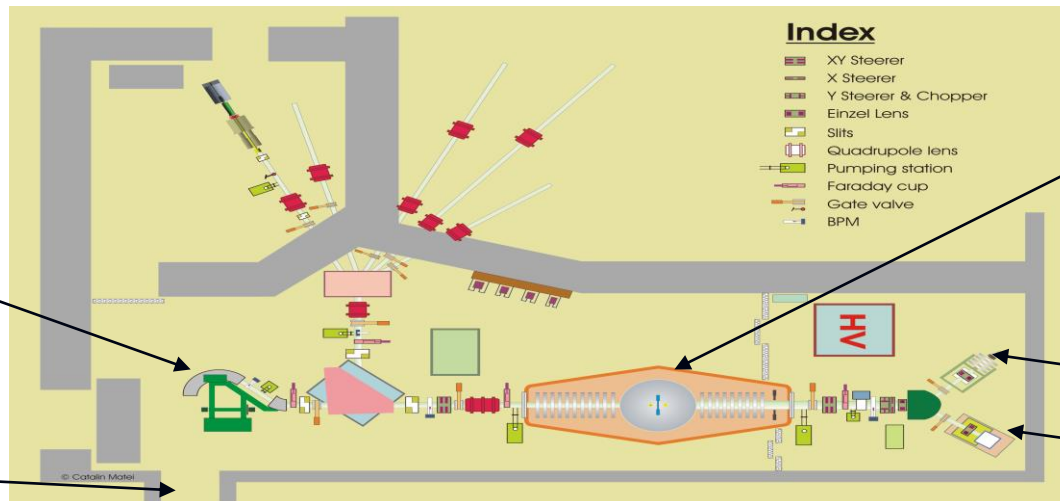 Index
XY Steerer
X Steerer
Y Steerer & Chopper
Einzel Lens
Slits
Quadrupole lens
Pumping station
Faraday cup
Gate valve
BPM
HV
© Catalin Matei